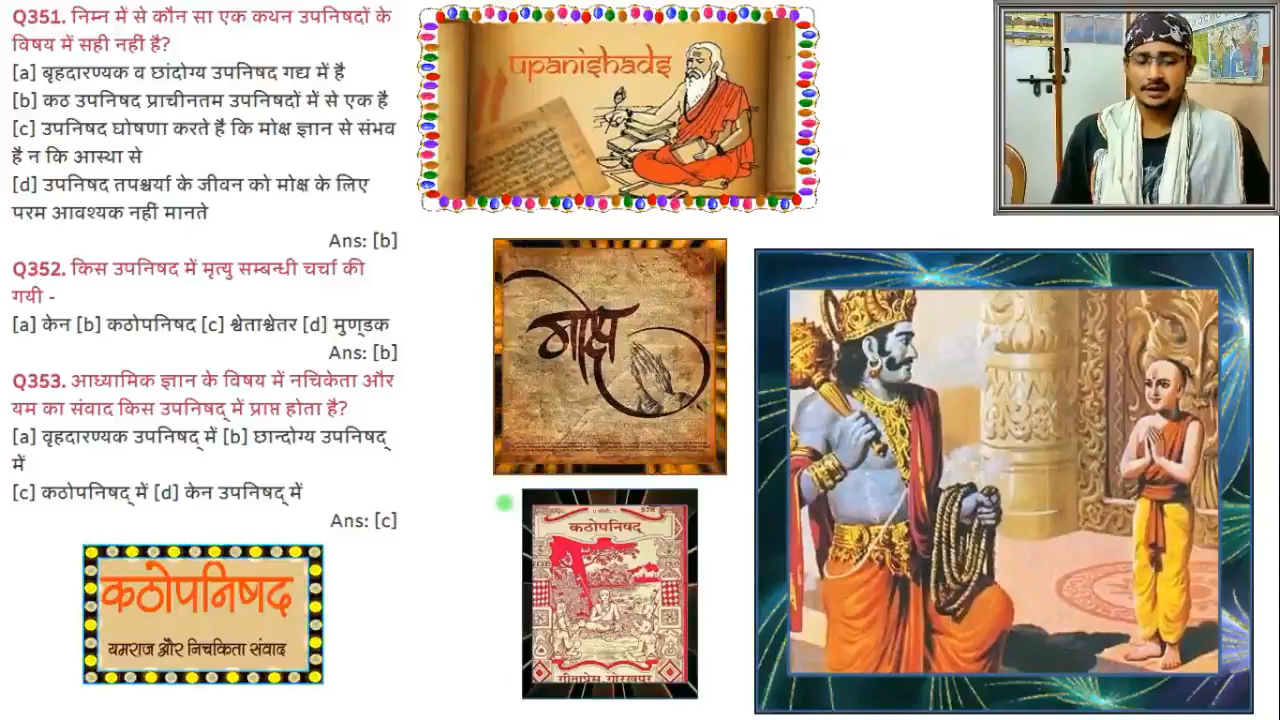 Q351. निम्न में से कौन सा एक कथन उपनिषदों के
विषय में सही नहीं है?
[a] बृहदारण्यक व छांदोग्य उपनिषद गद्य में है
[b] कठ उपनिषद प्राचीनतम उपनिषदों में से एक है
[c] उपनिषद घोषणा करते है कि मोक्ष ज्ञान से संभव
है न कि आस्था से
[d] उपनिषद तपश्चर्या के जीवन को मोक्ष के लिए
परम आवश्यक नहीं मानते
Ans: [b]
Q352. किस उपनिषद में मृत्यु सम्बन्धी चर्चा की
गयी -
[a] केन [b] कठोपनिषद [c] श्वेताश्वेतर [d] मुण्डक
Ans: [b]
Q353. आध्यामिक ज्ञान के विषय में नचिकेता और
यम का संवाद किस उपनिषद् में प्राप्त होता है?
[a] वृहदारण्यक उपनिषद् में [b] छान्दोग्य उपनिषद्
में
[c] कठोपनिषद् में [d] केन उपनिषद् में
Ans: [c]
कठोपनिषद
यमराज और निचकिता संवाद
upanishads
मोक्ष
कठोपनिषद
गीताप्रेस, गोरखपुर